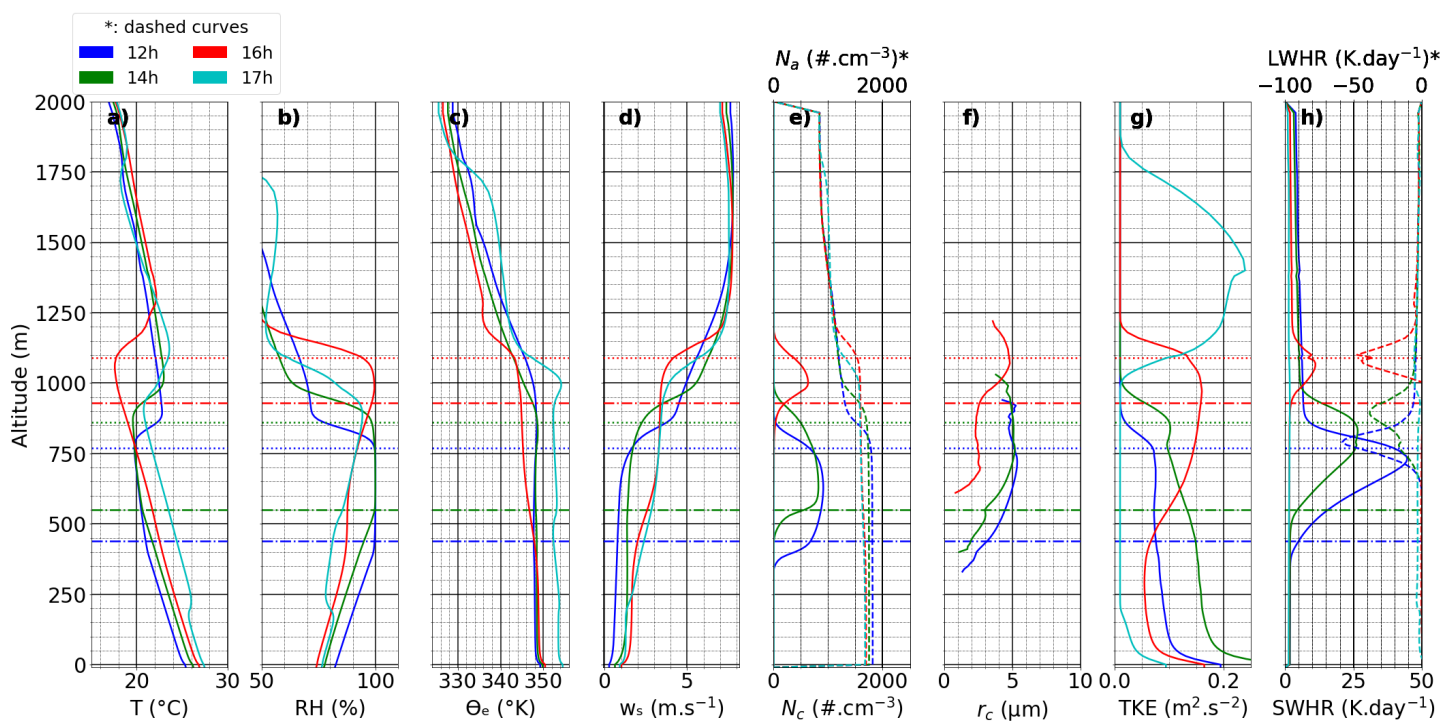 *: dashed curves
12h 16h
14h 17h
Nₐ (#.cm⁻³)*
0 2000
LWHR (K.day⁻¹)*
−100 −50 0
a) b) c) d) e) f) g) h)
Altitude (m)
2000
1750
1500
1250
1000
750
500
250
0
20 30
50 100
330 340 350
0 5
0 2500
0 5 10
0.0 0.2
0 25 50
T (°C)
RH (%)
Θₑ (°K)
wₛ (m.s⁻¹)
N_c (#.cm⁻³)
r_c (μm)
TKE (m².s⁻²)
SWHR (K.day⁻¹)